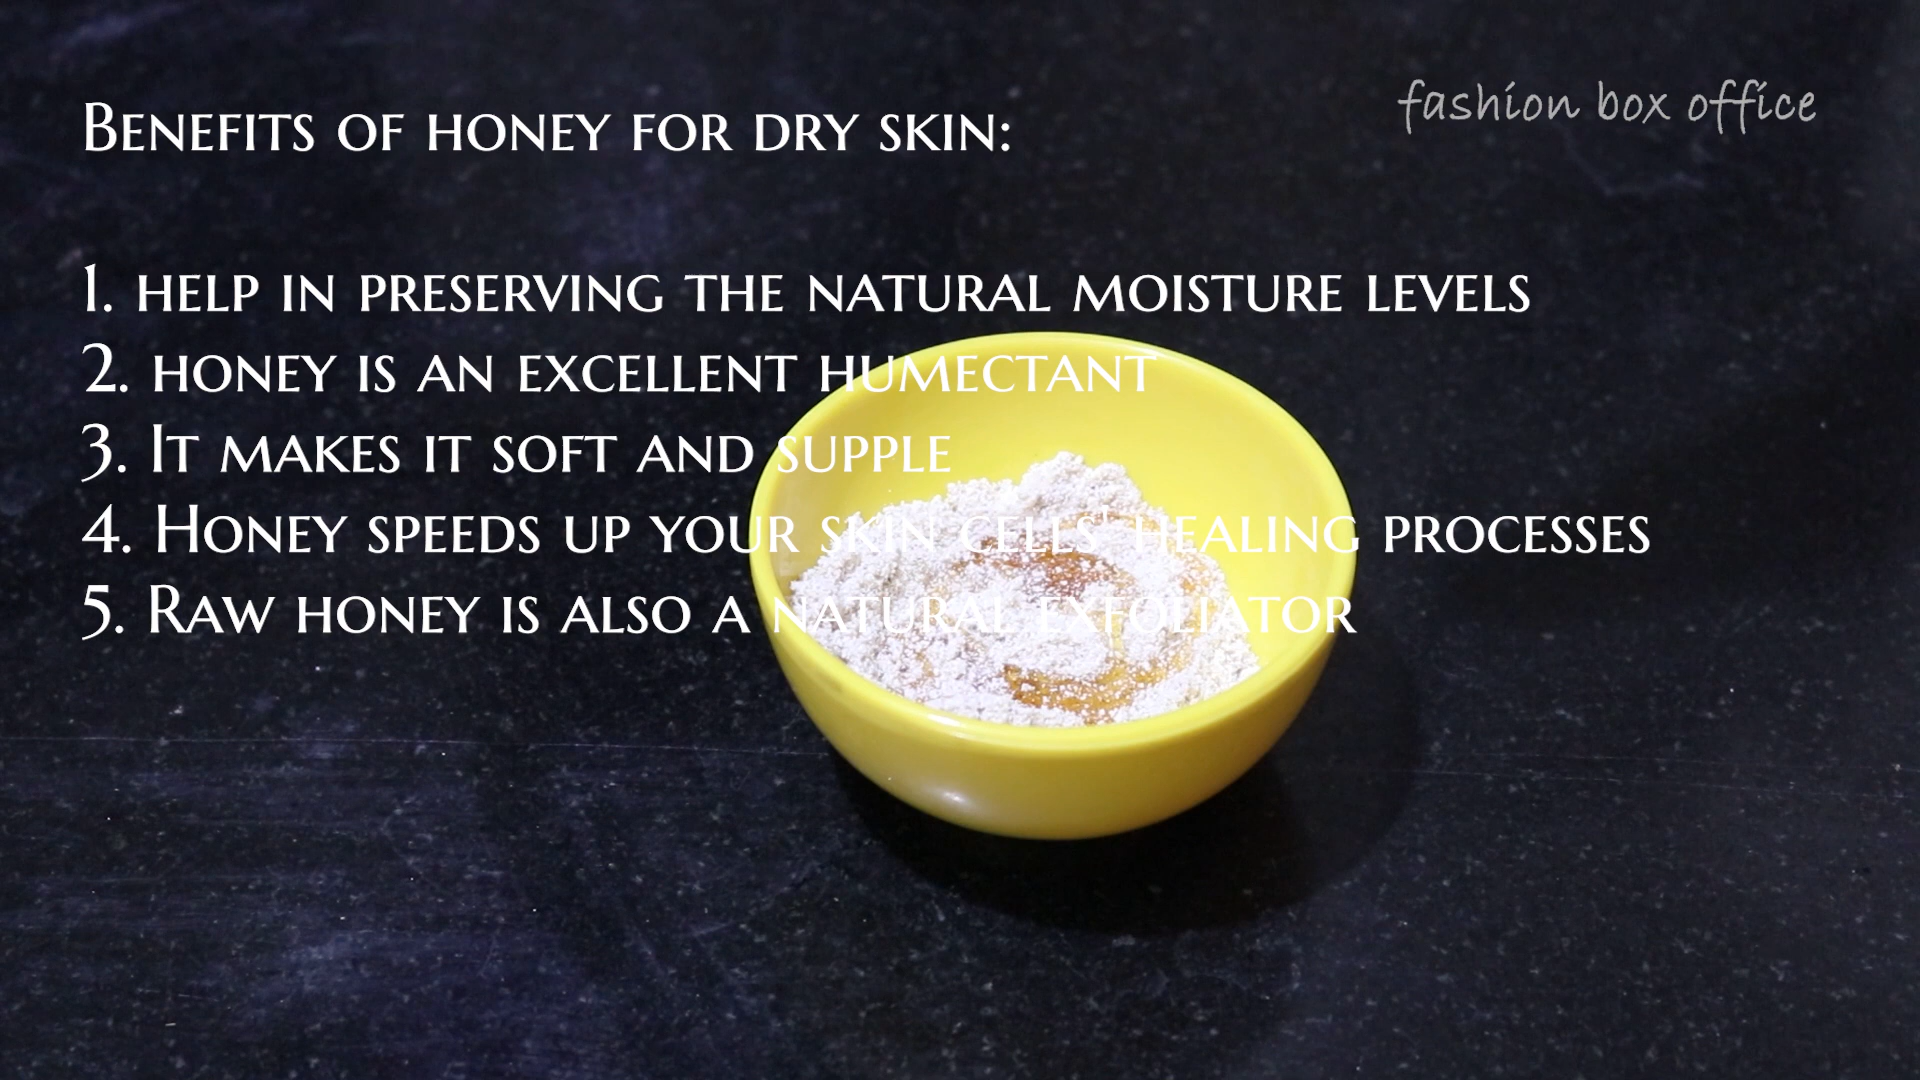 Benefits of honey for dry skin:
fashion box office
1. help in preserving the natural moisture levels
2. honey is an excellent humectant
3. It makes it soft and supple
4. Honey speeds up your skin cells' healing processes
5. Raw honey is also a natural exfoliator